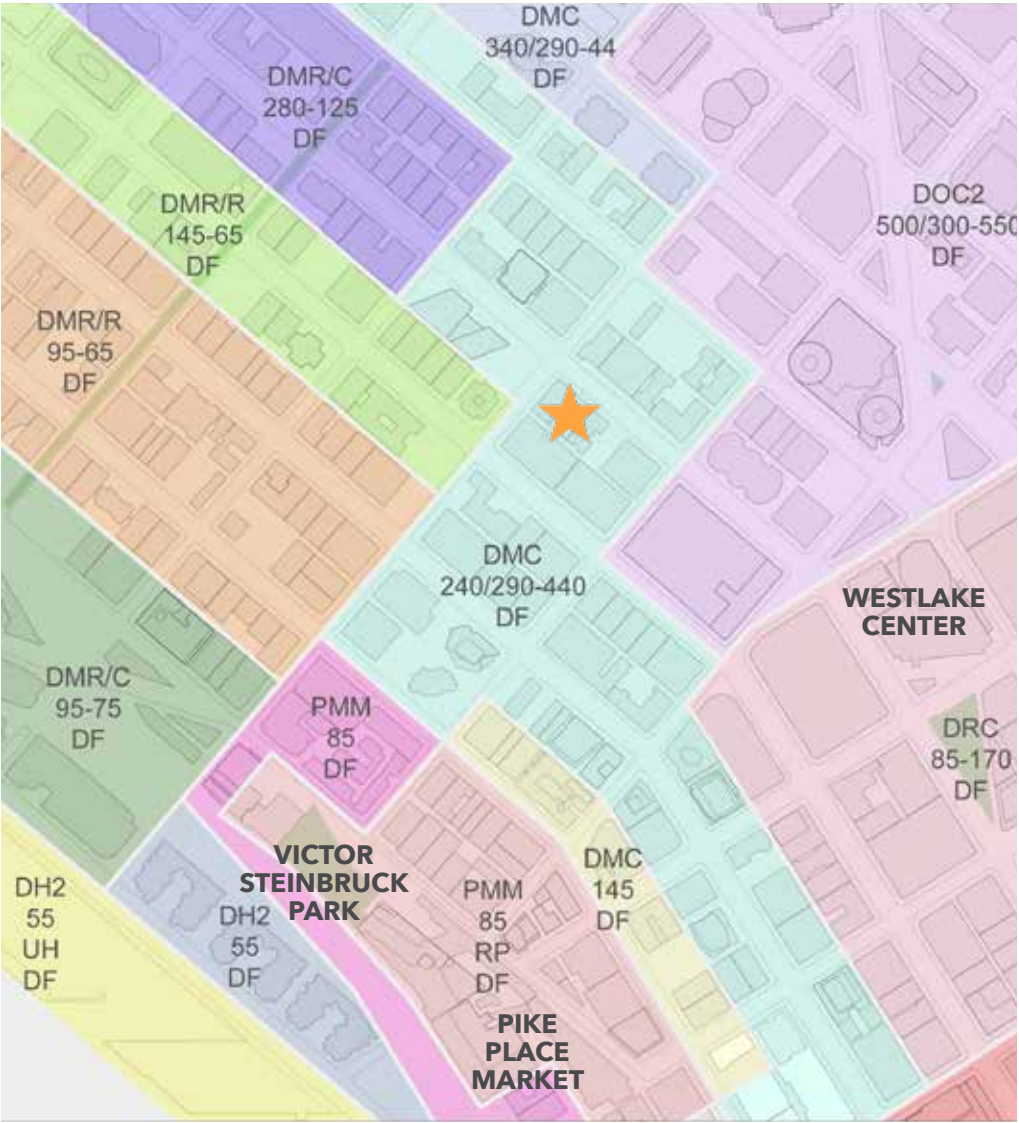 DMC
340/290-44
DF
DMR/C
280-125
DF
DMR/R
145-65
DF
DOC2
500/300-550
DF
DMR/R
95-65
DF
DMC
240/290-440
DF
WESTLAKE
CENTER
DMR/C
95-75
DF
PMM
85
DF
DRC
85-170
DF
VICTOR
STEINBRUCK
PARK
DMC
145
DF
DH2
55
UH
DF
DH2
55
DF
PMM
85
RP
DF
PIKE
PLACE
MARKET